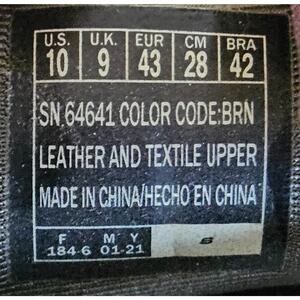 U.S. U.K. EUR CM BRA
10 9 43 28 42
SN 64641 COLOR CODE:BRN
LEATHER AND TEXTILE UPPER
MADE IN CHINA/HECHO EN CHINA
F M Y
184-6 01-21